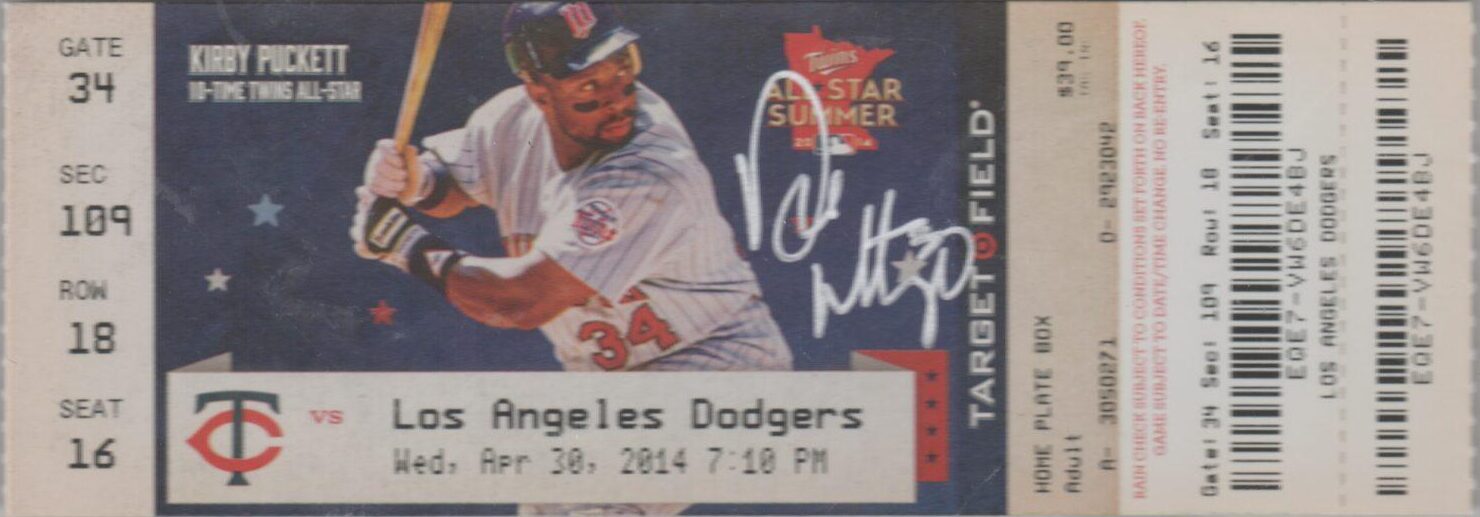 GATE
34
SEC
109
ROW
18
SEAT
16
KIRBY PUCKETT
10-TIME TWINS ALL-STAR
34
Twins
ALL STAR
SUMMER
2014
TARGET FIELD
TC
vs
Los Angeles Dodgers
Wed, Apr 30, 2014 7:10 PM
HOME PLATE BOX
Adult
$39.00
A- 3050271
0- 2923042
RAIN CHECK SUBJECT TO CONDITIONS SET FORTH ON BACK HEREOF.
GAME SUBJECT TO DATE/TIME CHANGE. NO RE-ENTRY.
Gate: 34 Sec: 109 Row: 18 Seat: 16
EQE7-VW6DE4BJ
LOS ANGELES DODGERS
EQE7-VW6DE4BJ